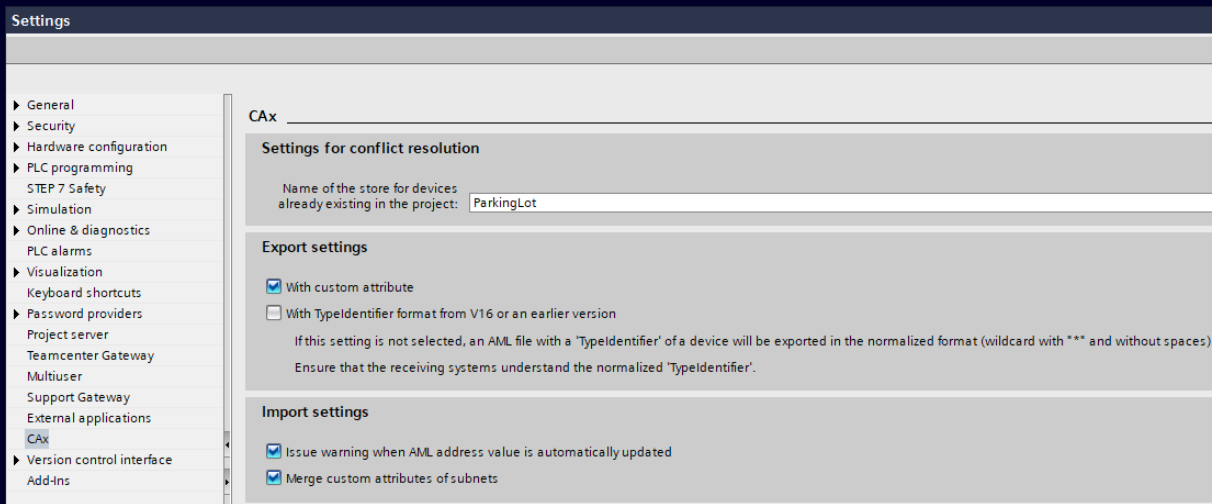 Settings
General
Security
Hardware configuration
PLC programming
STEP 7 Safety
Simulation
Online & diagnostics
PLC alarms
Visualization
Keyboard shortcuts
Password providers
Project server
Teamcenter Gateway
Multiuser
Support Gateway
External applications
CAx
Version control interface
Add-Ins
CAx
Settings for conflict resolution
Name of the store for devices
already existing in the project: ParkingLot
Export settings
With custom attribute
With TypeIdentifier format from V16 or an earlier version
If this setting is not selected, an AML file with a 'TypeIdentifier' of a device will be exported in the normalized format (wildcard with "*" and without spaces)
Ensure that the receiving systems understand the normalized 'TypeIdentifier'.
Import settings
Issue warning when AML address value is automatically updated
Merge custom attributes of subnets